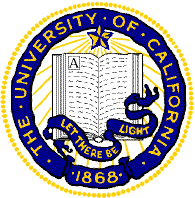 · THE · UNIVERSITY · OF · CALIFORNIA ·
A
LET THERE BE
LIGHT
·1868·